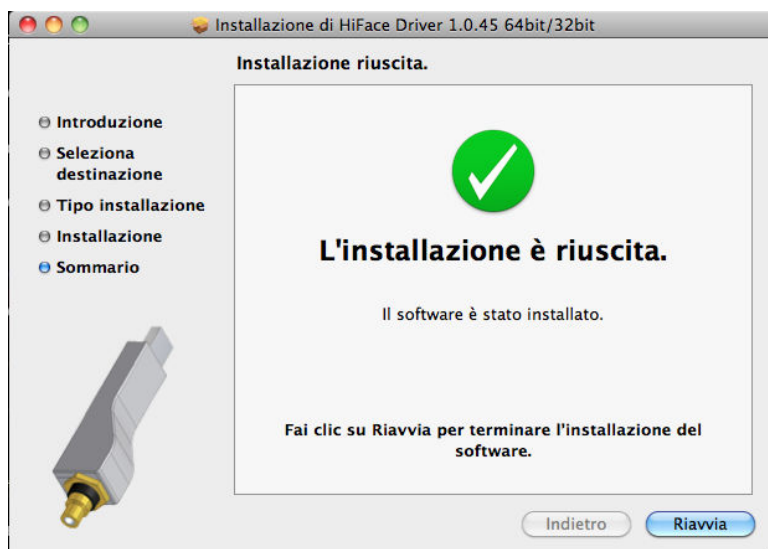 Installazione di HiFace Driver 1.0.45 64bit/32bit
Installazione riuscita.
Introduzione
Seleziona
destinazione
Tipo installazione
Installazione
Sommario
L'installazione è riuscita.
Il software è stato installato.
Fai clic su Riavvia per terminare l'installazione del
software.
Indietro
Riavvia